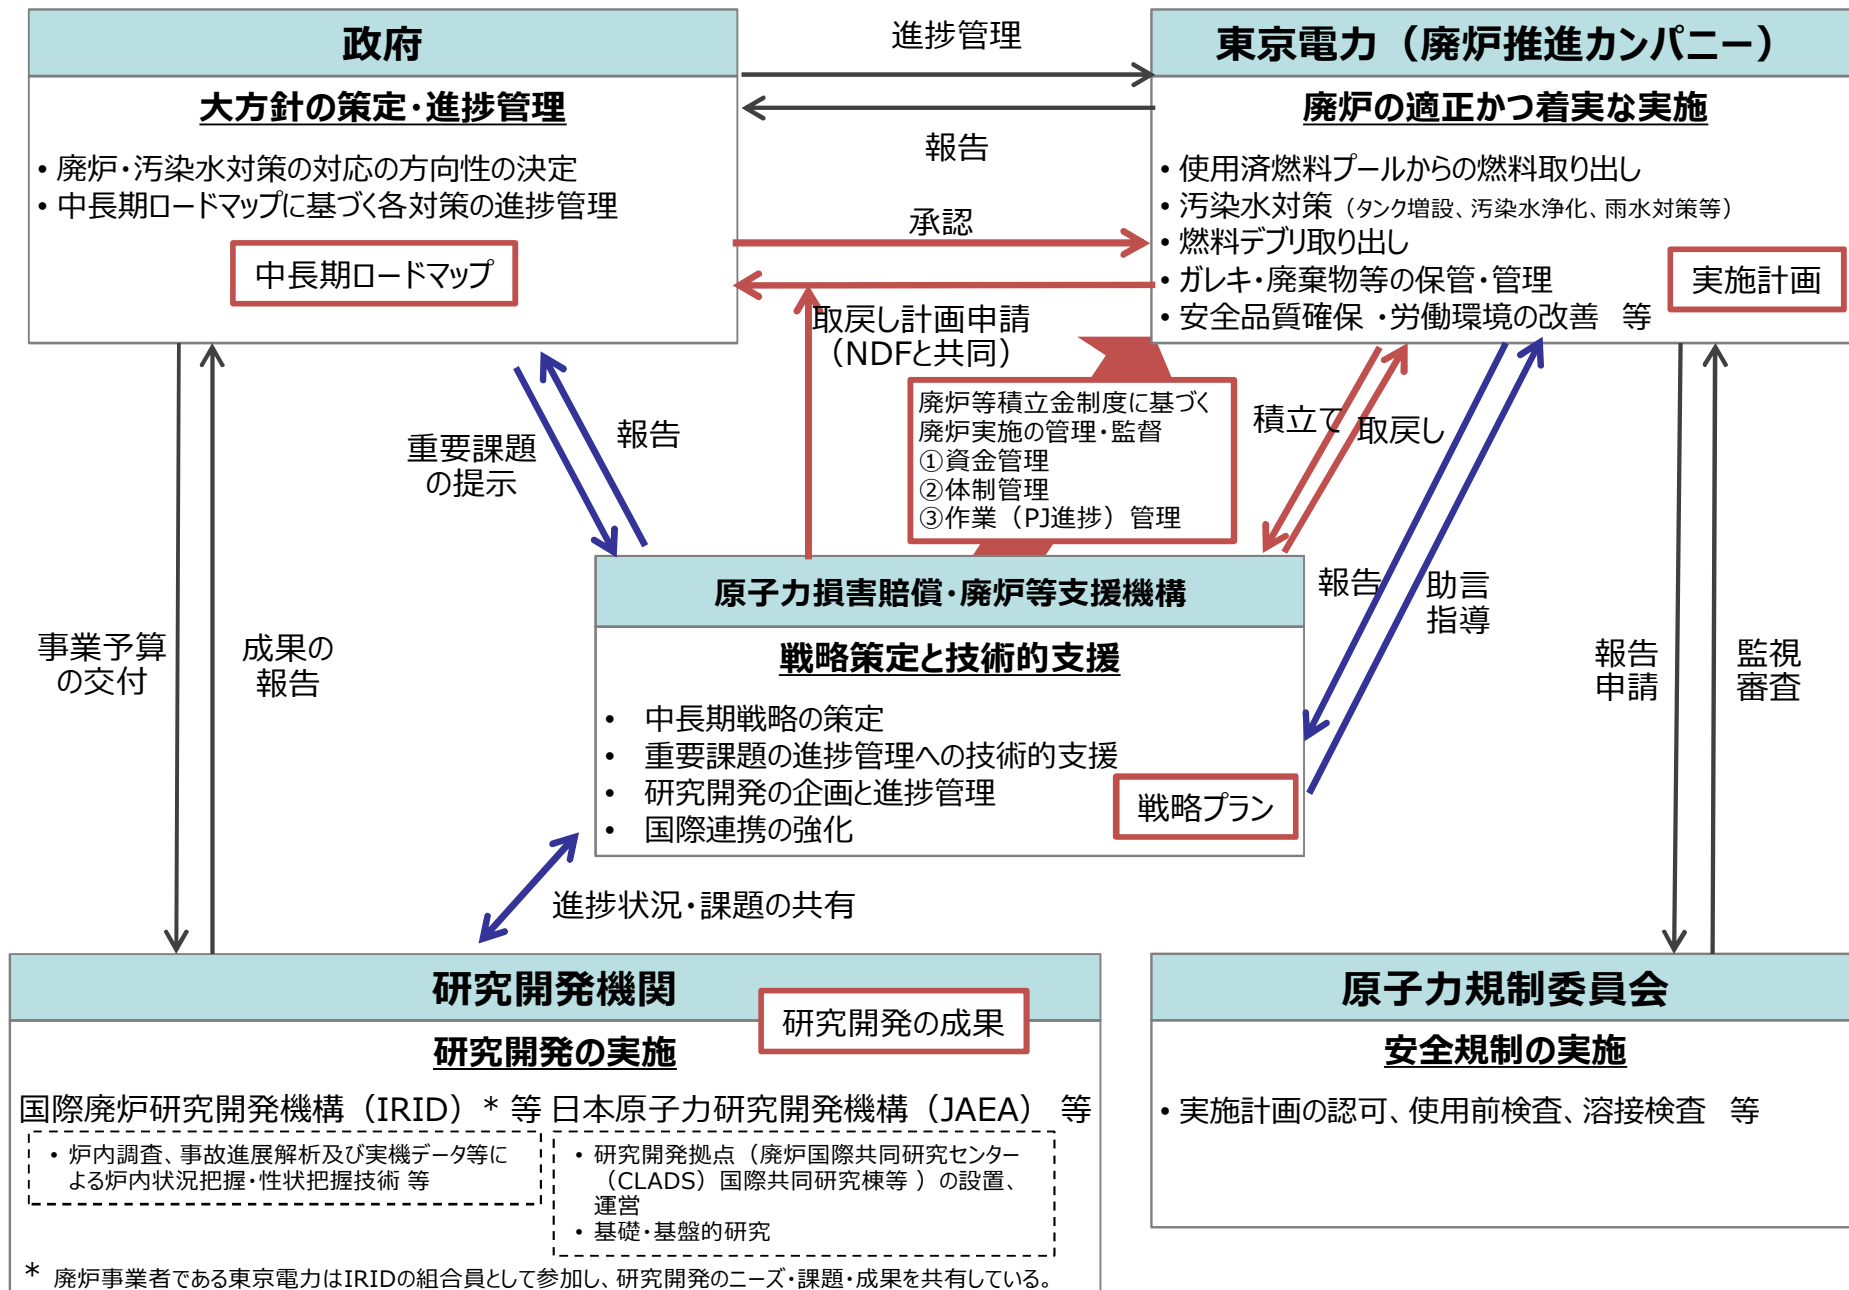 政府
大方針の策定･進捗管理
• 廃炉･汚染水対策の対応の方向性の決定
• 中長期ロードマップに基づく各対策の進捗管理
中長期ロードマップ
進捗管理
報告
承認
取戻し計画申請
（NDFと共同）
東京電力（廃炉推進カンパニー）
廃炉の適正かつ着実な実施
• 使用済燃料プールからの燃料取り出し
• 汚染水対策（タンク増設、汚染水浄化、雨水対策等）
• 燃料デブリ取り出し
• ガレキ･廃棄物等の保管･管理
• 安全品質確保 ･労働環境の改善 等
実施計画
廃炉等積立金制度に基づく
廃炉実施の管理･監督
①資金管理
②体制管理
③作業（PJ進捗）管理
積立て
取戻し
重要課題
の提示
報告
報告
助言
指導
事業予算
の交付
成果の
報告
報告
申請
監視
審査
原子力損害賠償･廃炉等支援機構
戦略策定と技術的支援
• 中長期戦略の策定
• 重要課題の進捗管理への技術的支援
• 研究開発の企画と進捗管理
• 国際連携の強化
戦略プラン
進捗状況･課題の共有
研究開発機関
研究開発の成果
研究開発の実施
国際廃炉研究開発機構（IRID）* 等
• 炉内調査、事故進展解析及び実機データ等に
よる炉内状況把握･性状把握技術 等
日本原子力研究開発機構（JAEA） 等
• 研究開発拠点（廃炉国際共同研究センター
（CLADS）国際共同研究棟等 ）の設置、
運営
• 基礎･基盤的研究
* 廃炉事業者である東京電力はIRIDの組合員として参加し、研究開発のニーズ･課題･成果を共有している。
原子力規制委員会
安全規制の実施
• 実施計画の認可、使用前検査、溶接検査 等